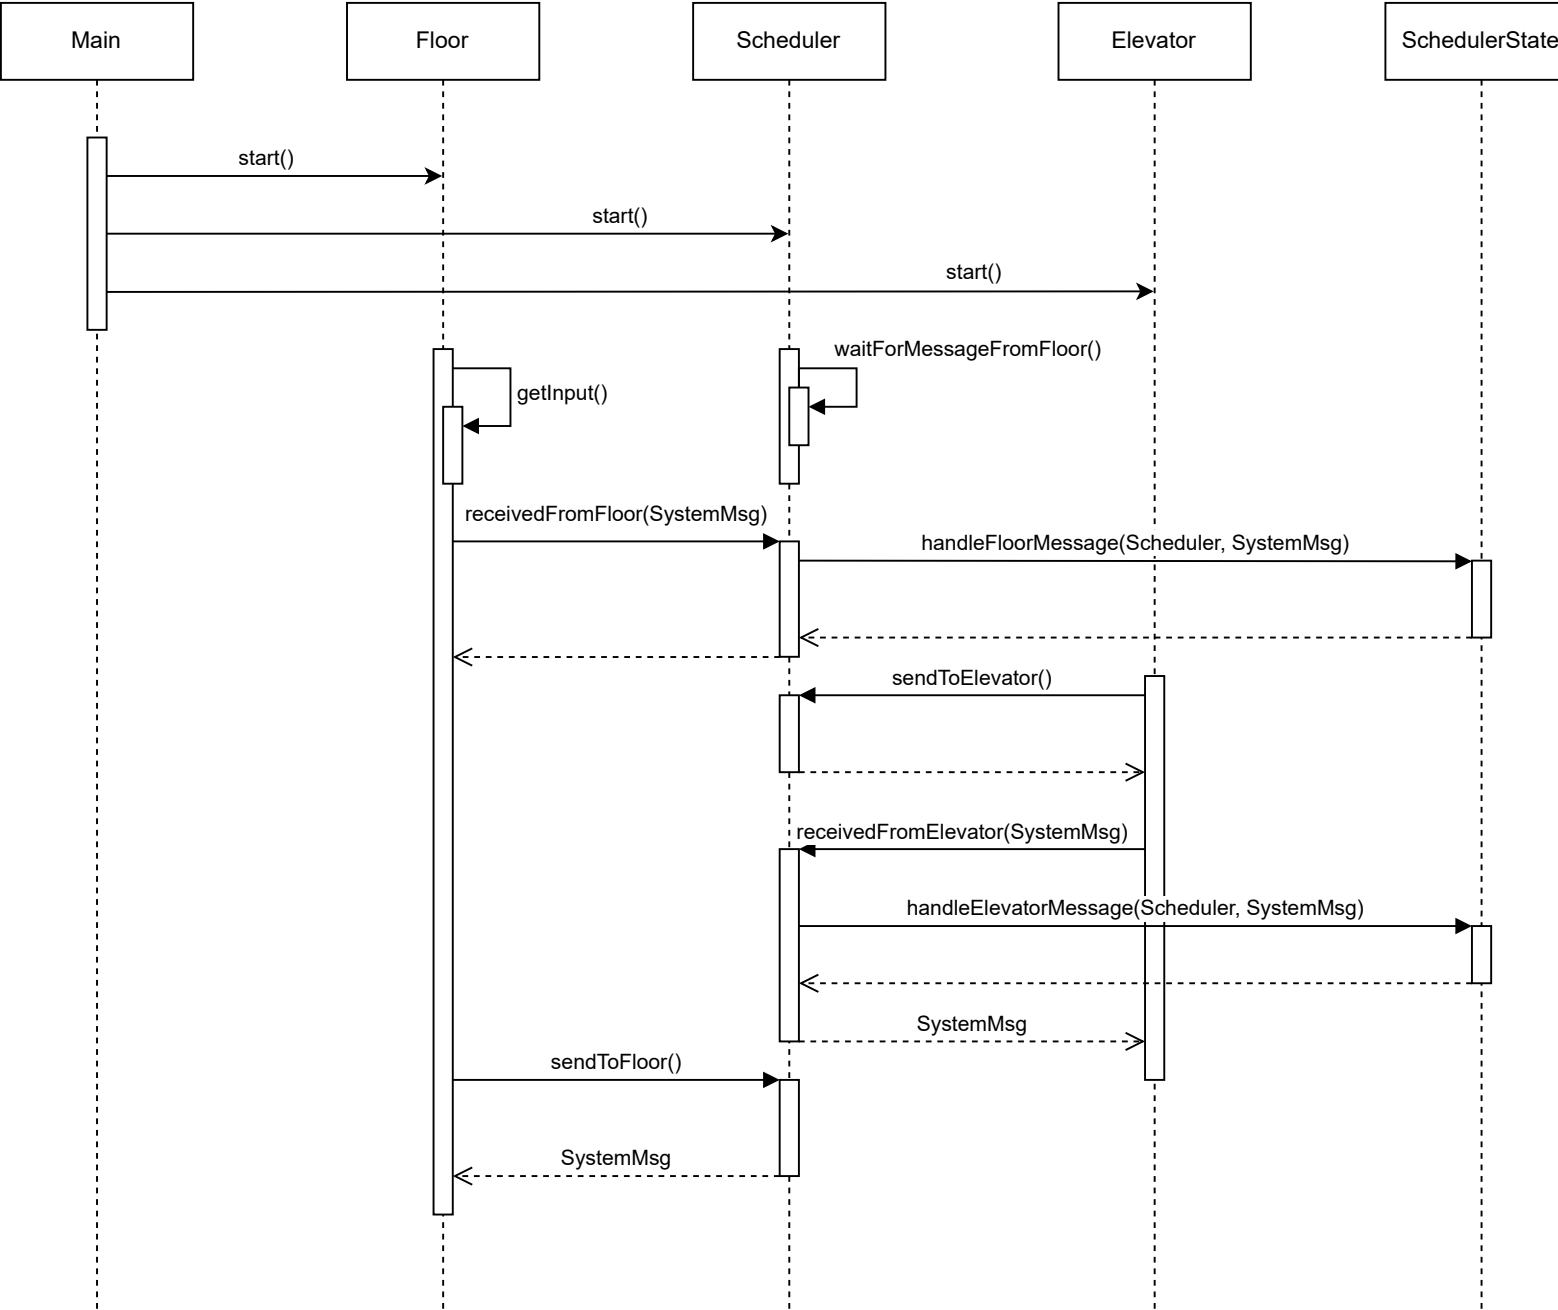 Main
Floor
Scheduler
Elevator
SchedulerState
start()
start()
start()
waitForMessageFromFloor()
getInput()
receivedFromFloor(SystemMsg)
handleFloorMessage(Scheduler, SystemMsg)
sendToElevator()
receivedFromElevator(SystemMsg)
handleElevatorMessage(Scheduler, SystemMsg)
SystemMsg
sendToFloor()
SystemMsg